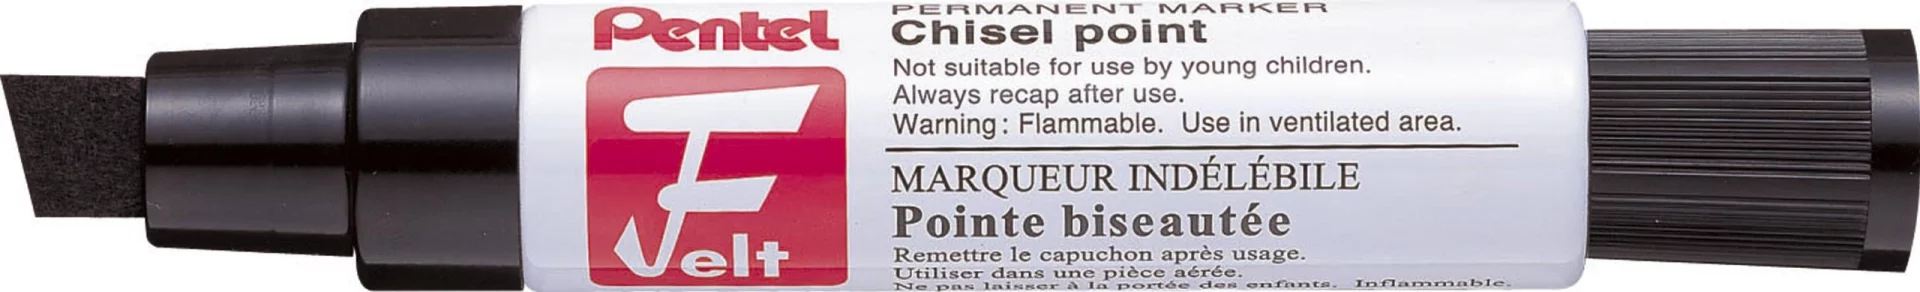 Pentel
Felt
PERMANENT MARKER
Chisel point
Not suitable for use by young children.
Always recap after use.
Warning: Flammable. Use in ventilated area.
MARQUEUR INDÉLÉBILE
Pointe biseautée
Remettre le capuchon après usage.
Utiliser dans une pièce aérée.
Ne pas laisser à la portée des enfants. Inflammable.